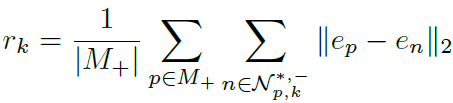 r_k = \frac{1}{|M_+|} \sum_{p \in M_+} \sum_{n \in \mathcal{N}_{p,k}^{*,-}} \|e_p - e_n\|_2